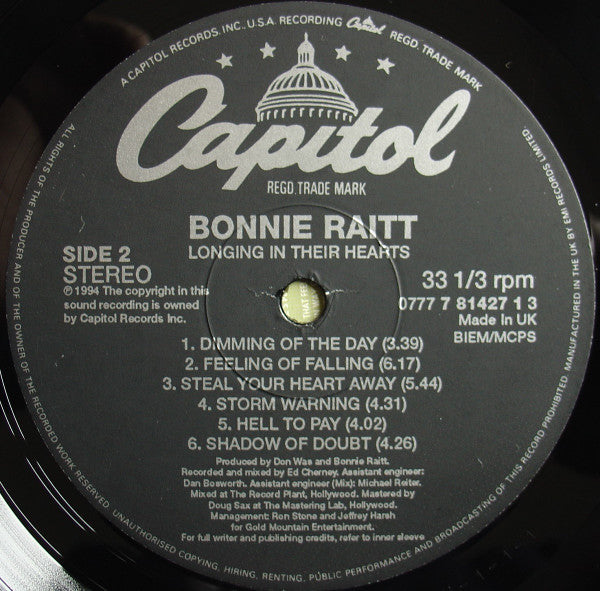 A CAPITOL RECORDS, INC., U.S.A. RECORDING Capitol REGD. TRADE MARK
Capitol
REGD. TRADE MARK
BONNIE RAITT
LONGING IN THEIR HEARTS
SIDE 2
STEREO
℗ 1994 The copyright in this
sound recording is owned
by Capitol Records Inc.
33 1/3 rpm
0777 7 81427 1 3
Made in UK
BIEM/MCPS
THAT FEE
1. DIMMING OF THE DAY (3.39)
2. FEELING OF FALLING (6.17)
3. STEAL YOUR HEART AWAY (5.44)
4. STORM WARNING (4.31)
5. HELL TO PAY (4.02)
6. SHADOW OF DOUBT (4.26)
Produced by Don Was and Bonnie Raitt.
Recorded and mixed by Ed Cherney. Assistant engineer:
Dan Bosworth. Assistant engineer (Mix): Michael Reiter.
Mixed at The Record Plant, Hollywood. Mastered by
Doug Sax at The Mastering Lab, Hollywood.
Management: Ron Stone and Jeffrey Hersh
for Gold Mountain Entertainment.
For full writer and publishing credits, refer to inner sleeve
ALL RIGHTS OF THE PRODUCER AND OF THE OWNER OF THE RECORDED WORK RESERVED. UNAUTHORISED COPYING, HIRING, RENTING, PUBLIC PERFORMANCE AND BROADCASTING OF THIS RECORD PROHIBITED. MANUFACTURED IN THE UK BY EMI RECORDS LIMITED